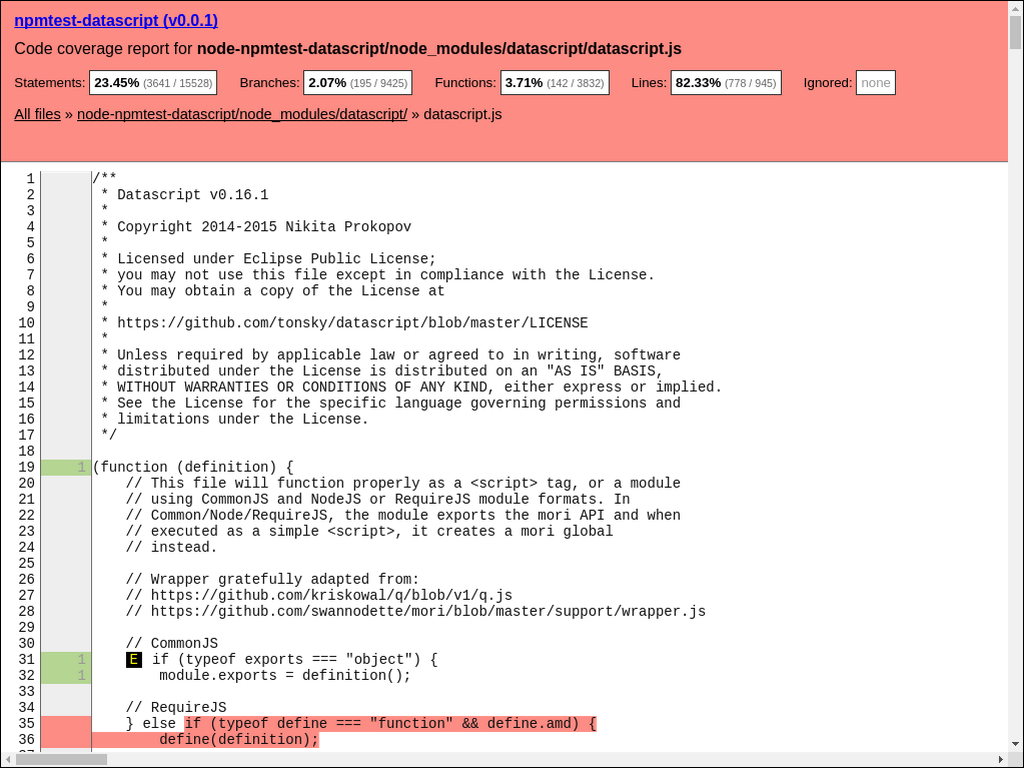 npmtest-datascript (v0.0.1)
Code coverage report for node-npmtest-datascript/node_modules/datascript/datascript.js
Statements: 23.45% (3641 / 15528) Branches: 2.07% (195 / 9425) Functions: 3.71% (142 / 3832) Lines: 82.33% (778 / 945) Ignored: none
All files » node-npmtest-datascript/node_modules/datascript/ » datascript.js
1 /**
2  * Datascript v0.16.1
3  *
4  * Copyright 2014-2015 Nikita Prokopov
5  *
6  * Licensed under Eclipse Public License;
7  * you may not use this file except in compliance with the License.
8  * You may obtain a copy of the License at
9  *
10  * https://github.com/tonsky/datascript/blob/master/LICENSE
11  *
12  * Unless required by applicable law or agreed to in writing, software
13  * distributed under the License is distributed on an "AS IS" BASIS,
14  * WITHOUT WARRANTIES OR CONDITIONS OF ANY KIND, either express or implied.
15  * See the License for the specific language governing permissions and
16  * limitations under the License.
17  */
18
19 1 (function (definition) {
20 // This file will function properly as a <script> tag, or a module
21 // using CommonJS and NodeJS or RequireJS module formats. In
22 // Common/Node/RequireJS, the module exports the mori API and when
23 // executed as a simple <script>, it creates a mori global
24 // instead.
25
26 // Wrapper gratefully adapted from:
27 // https://github.com/kriskowal/q/blob/v1/q.js
28 // https://github.com/swannodette/mori/blob/master/support/wrapper.js
29
30 // CommonJS
31 1 E if (typeof exports === "object") {
32 1 module.exports = definition();
33
34 // RequireJS
35 } else if (typeof define === "function" && define.amd) {
36 define(definition);